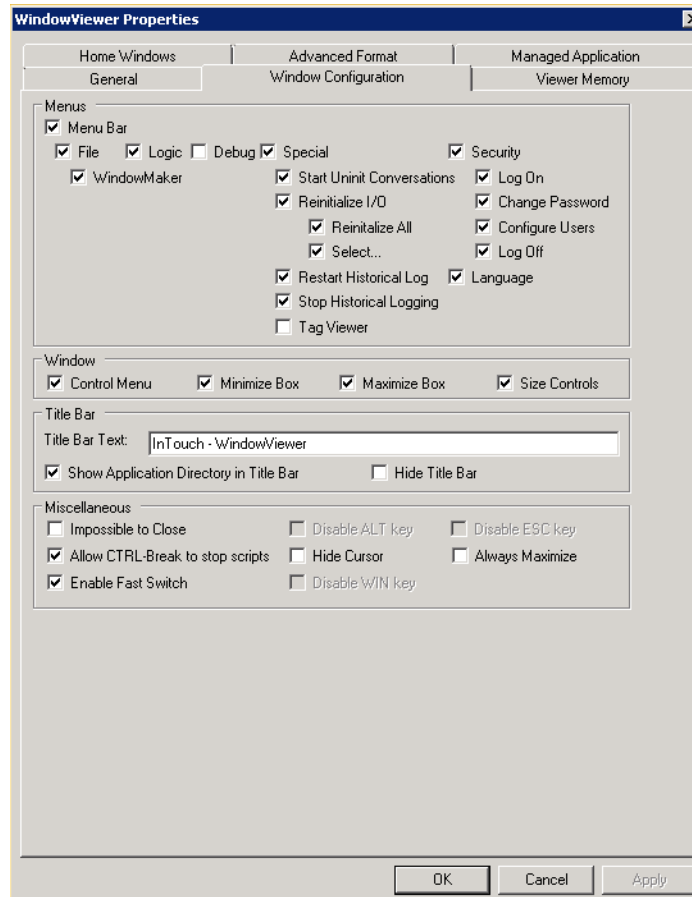 WindowViewer Properties
Home Windows Advanced Format Managed Application
General Window Configuration Viewer Memory
Menus
Menu Bar
File Logic Debug Special Security
WindowMaker Start Uninit Conversations Log On
Reinitialize I/O Change Password
Reinitalize All Configure Users
Select... Log Off
Restart Historical Log Language
Stop Historical Logging
Tag Viewer
Window
Control Menu Minimize Box Maximize Box Size Controls
Title Bar
Title Bar Text: InTouch - WindowViewer
Show Application Directory in Title Bar Hide Title Bar
Miscellaneous
Impossible to Close Disable ALT key Disable ESC key
Allow CTRL-Break to stop scripts Hide Cursor Always Maximize
Enable Fast Switch Disable WIN key
OK Cancel Apply